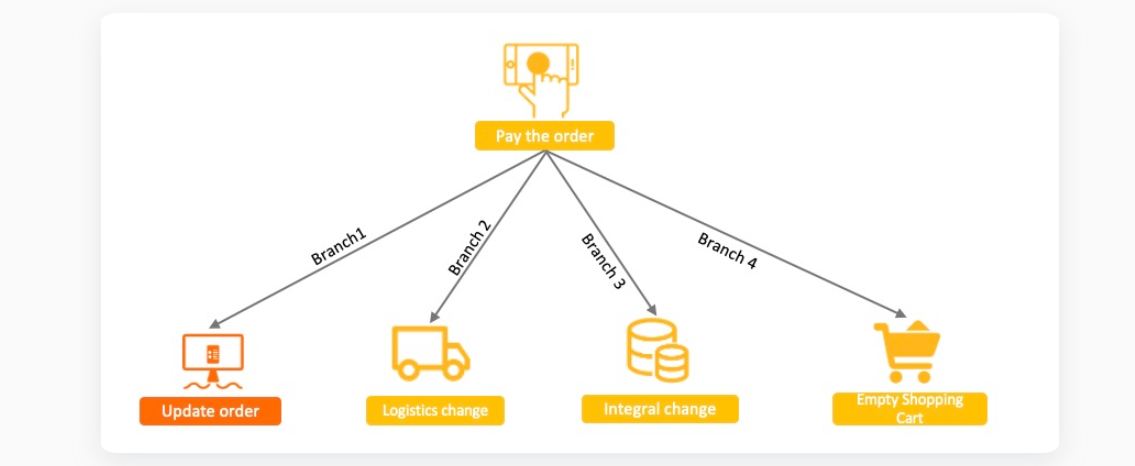 Pay the order
Branch1
Branch 2
Branch 3
Branch 4
Update order
Logistics change
Integral change
Empty Shopping
Cart